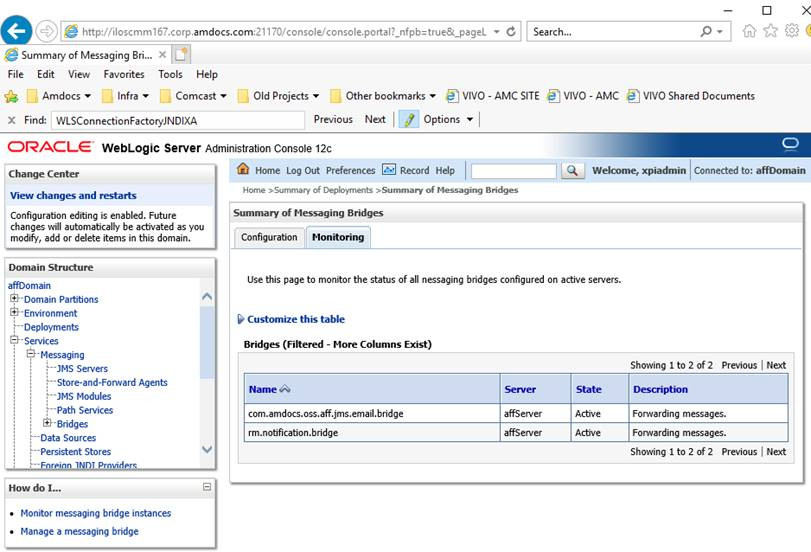 http://iloscmm167.corp.amdocs.com:21170/console/console.portal?_nfpb=true&_pageL
Search...
Summary of Messaging Bri...
File Edit View Favorites Tools Help
Amdocs Infra Comcast Old Projects Other bookmarks VIVO - AMC SITE VIVO - AMC VIVO Shared Documents
Find: WLSConnectionFactoryJNDIXA Previous Next Options
ORACLE WebLogic Server Administration Console 12c
Change Center
View changes and restarts
Configuration editing is enabled. Future
changes will automatically be activated as you
modify, add or delete items in this domain.
Domain Structure
affDomain
Domain Partitions
Environment
Deployments
Services
Messaging
JMS Servers
Store-and-Forward Agents
JMS Modules
Path Services
Bridges
Data Sources
Persistent Stores
Foreign JNDI Providers
How do I...
Monitor messaging bridge instances
Manage a messaging bridge
Home Log Out Preferences Record Help
Welcome, xpiadmin Connected to: affDomain
Home >Summary of Deployments >Summary of Messaging Bridges
Summary of Messaging Bridges
Configuration Monitoring
Use this page to monitor the status of all nessaging bridges configured on active servers.
Customize this table
Bridges (Filtered - More Columns Exist)
Showing 1 to 2 of 2 Previous | Next
Name Server State Description
com.amdocs.oss.aff.jms.email.bridge affServer Active Forwarding messages.
rm.notification.bridge affServer Active Forwarding messages.
Showing 1 to 2 of 2 Previous | Next